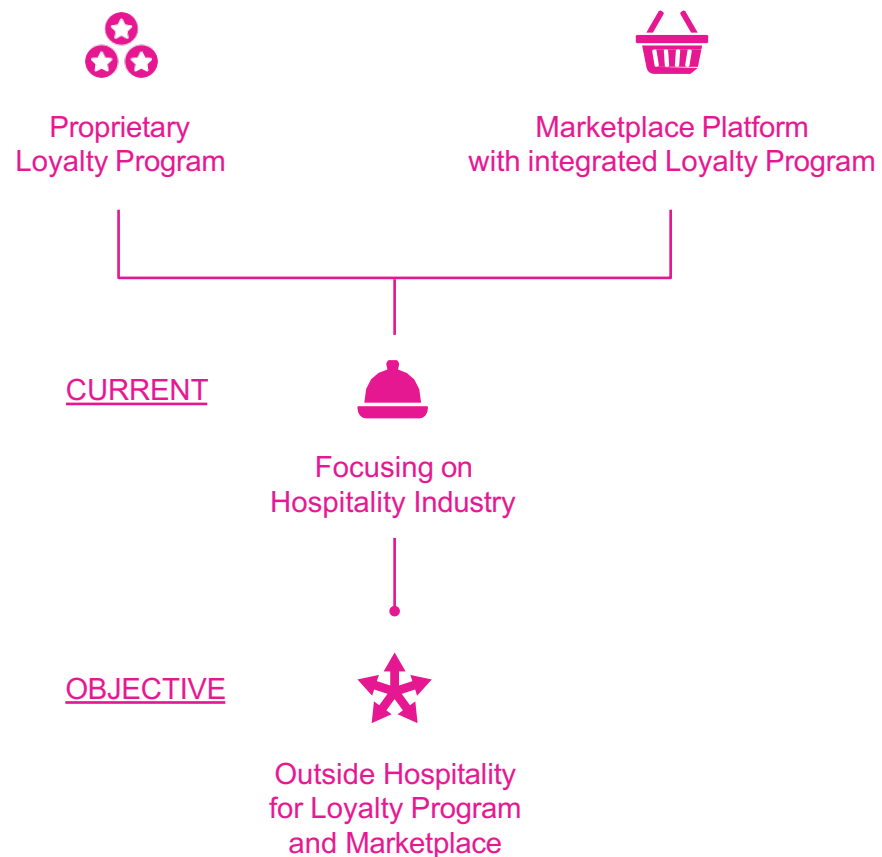 Proprietary
Loyalty Program
Marketplace Platform
with integrated Loyalty Program
CURRENT
Focusing on
Hospitality Industry
OBJECTIVE
Outside Hospitality
for Loyalty Program
and Marketplace